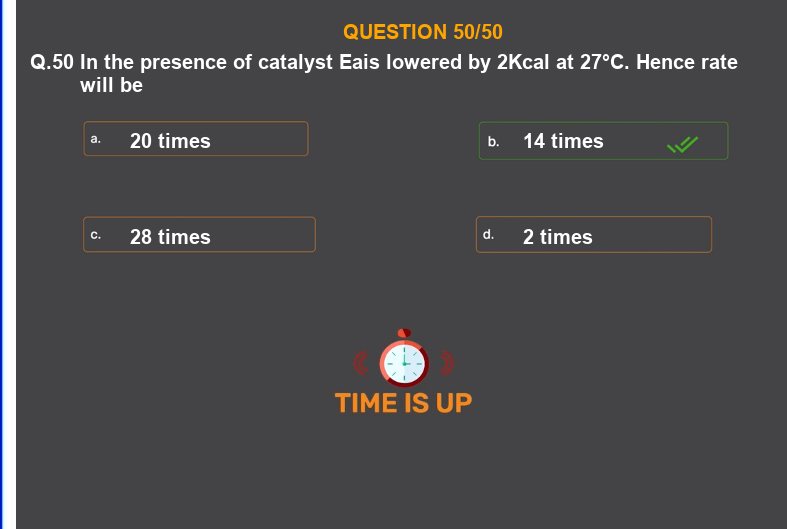 QUESTION 50/50
Q.50 In the presence of catalyst Eais lowered by 2Kcal at 27°C. Hence rate
will be
a. 20 times
b. 14 times
c. 28 times
d. 2 times
TIME IS UP